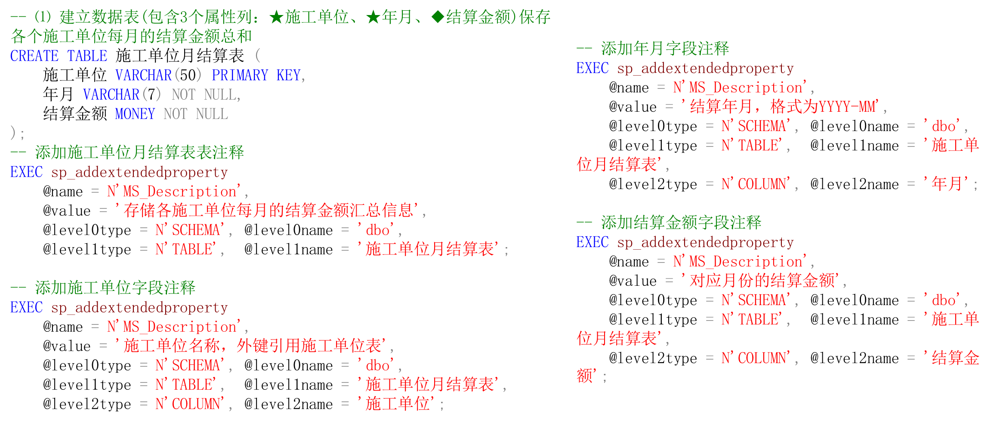 -- ⑴ 建立数据表(包含3个属性列：★施工单位、★年月、◆结算金额)保存
各个施工单位每月的结算金额总和
CREATE TABLE 施工单位月结算表 (
    施工单位 VARCHAR(50) PRIMARY KEY,
    年月 VARCHAR(7) NOT NULL,
    结算金额 MONEY NOT NULL
);
-- 添加施工单位月结算表表注释
EXEC sp_addextendedproperty
    @name = N'MS_Description',
    @value = '存储各施工单位每月的结算金额汇总信息',
    @level0type = N'SCHEMA', @level0name = 'dbo',
    @level1type = N'TABLE',  @level1name = '施工单位月结算表';

-- 添加施工单位字段注释
EXEC sp_addextendedproperty
    @name = N'MS_Description',
    @value = '施工单位名称，外键引用施工单位表',
    @level0type = N'SCHEMA', @level0name = 'dbo',
    @level1type = N'TABLE',  @level1name = '施工单位月结算表',
    @level2type = N'COLUMN', @level2name = '施工单位';

-- 添加年月字段注释
EXEC sp_addextendedproperty
    @name = N'MS_Description',
    @value = '结算年月，格式为YYYY-MM',
    @level0type = N'SCHEMA', @level0name = 'dbo',
    @level1type = N'TABLE',  @level1name = '施工单
位月结算表',
    @level2type = N'COLUMN', @level2name = '年月';

-- 添加结算金额字段注释
EXEC sp_addextendedproperty
    @name = N'MS_Description',
    @value = '对应月份的结算金额',
    @level0type = N'SCHEMA', @level0name = 'dbo',
    @level1type = N'TABLE',  @level1name = '施工单
位月结算表',
    @level2type = N'COLUMN', @level2name = '结算金
额';